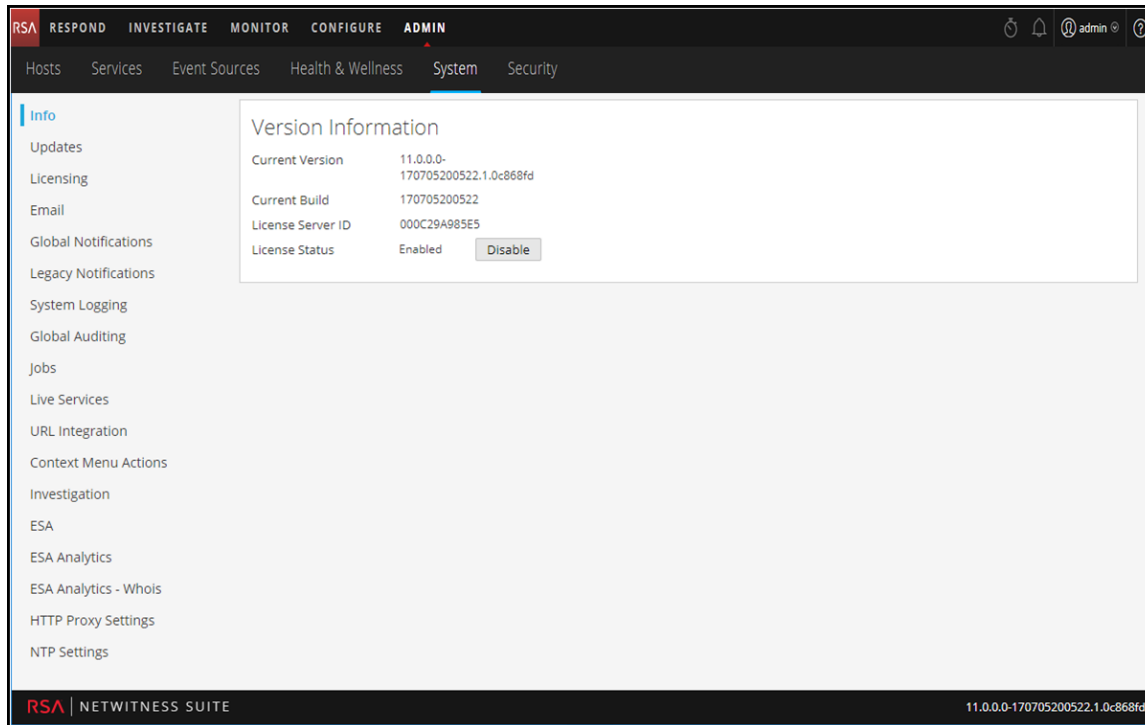 RSA RESPOND INVESTIGATE MONITOR CONFIGURE ADMIN admin ?
Hosts Services Event Sources Health & Wellness System Security
Info
Updates
Licensing
Email
Global Notifications
Legacy Notifications
System Logging
Global Auditing
Jobs
Live Services
URL Integration
Context Menu Actions
Investigation
ESA
ESA Analytics
ESA Analytics - Whois
HTTP Proxy Settings
NTP Settings
Version Information
Current Version 11.0.0.0-
170705200522.1.0c868fd
Current Build 170705200522
License Server ID 000C29A985E5
License Status Enabled Disable
RSA | NETWITNESS SUITE 11.0.0.0-170705200522.1.0c868fd